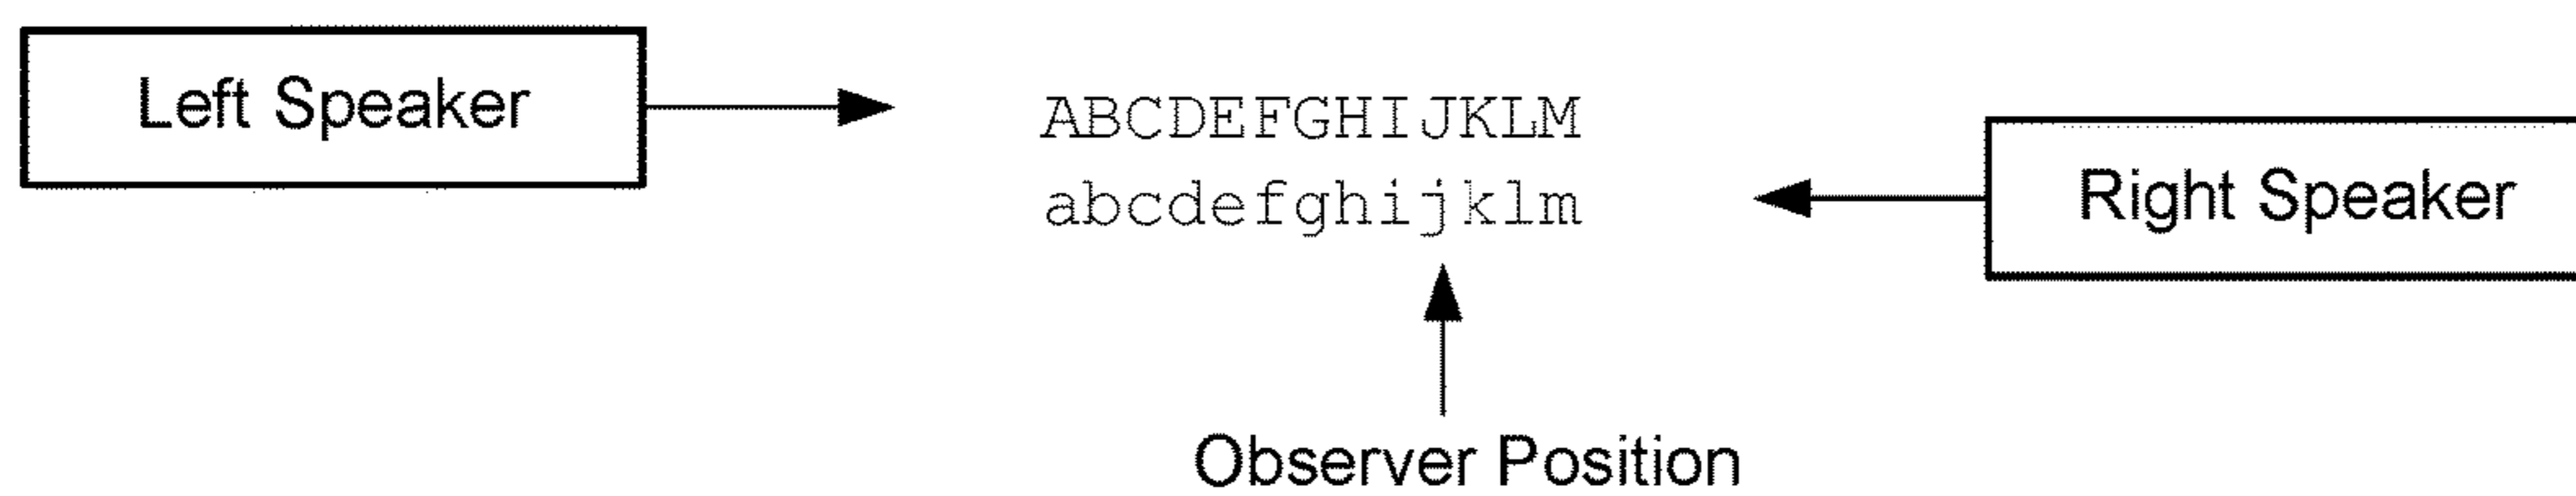 Left Speaker
ABCDEFGHIJKLM
abcdefghijklm
Right Speaker
Observer Position